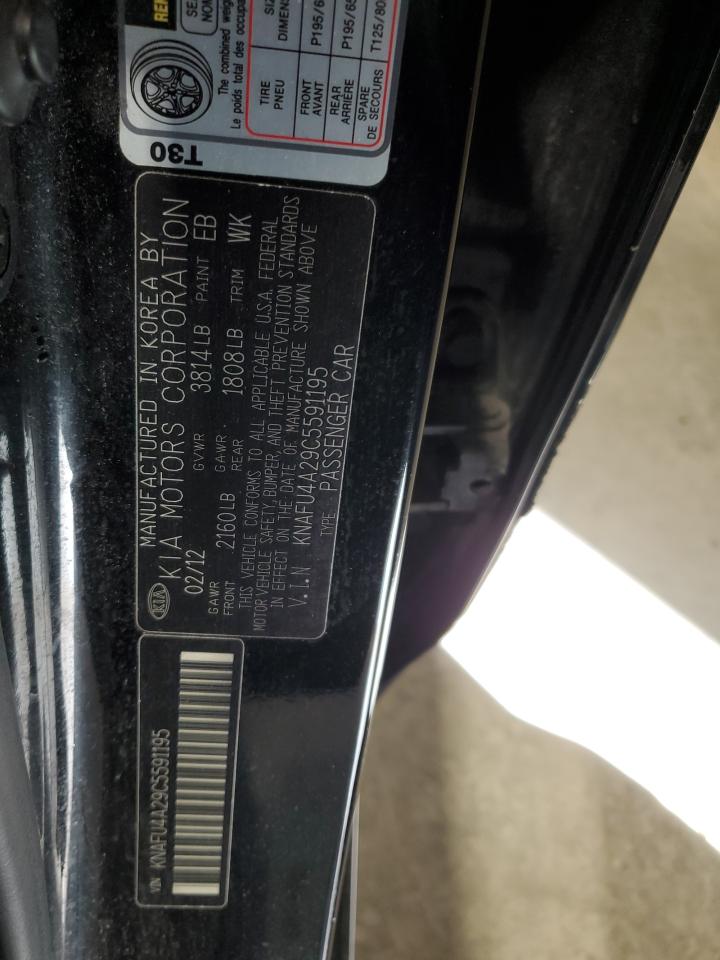 KIA
MANUFACTURED IN KOREA BY
KIA MOTORS CORPORATION
02/12 GVWR 3814LB PAINT EB
GAWR FRONT 2160LB GAWR REAR 1808LB TRIM WK
THIS VEHICLE CONFORMS TO ALL APPLICABLE U.S.A. FEDERAL
MOTOR VEHICLE SAFETY, BUMPER, AND THEFT PREVENTION STANDARDS
IN EFFECT ON THE DATE OF MANUFACTURE SHOWN ABOVE
V.I.N KNAFU4A29C5591195
TYPE: PASSENGER CAR
VIN KNAFU4A29C5591195
The combined
Le poids total des
TIRE
PNEU
FRONT
AVANT
P195/6
REAR
ARRIÈRE
P195/65
SPARE
DE SECOURS
T125/80
T30